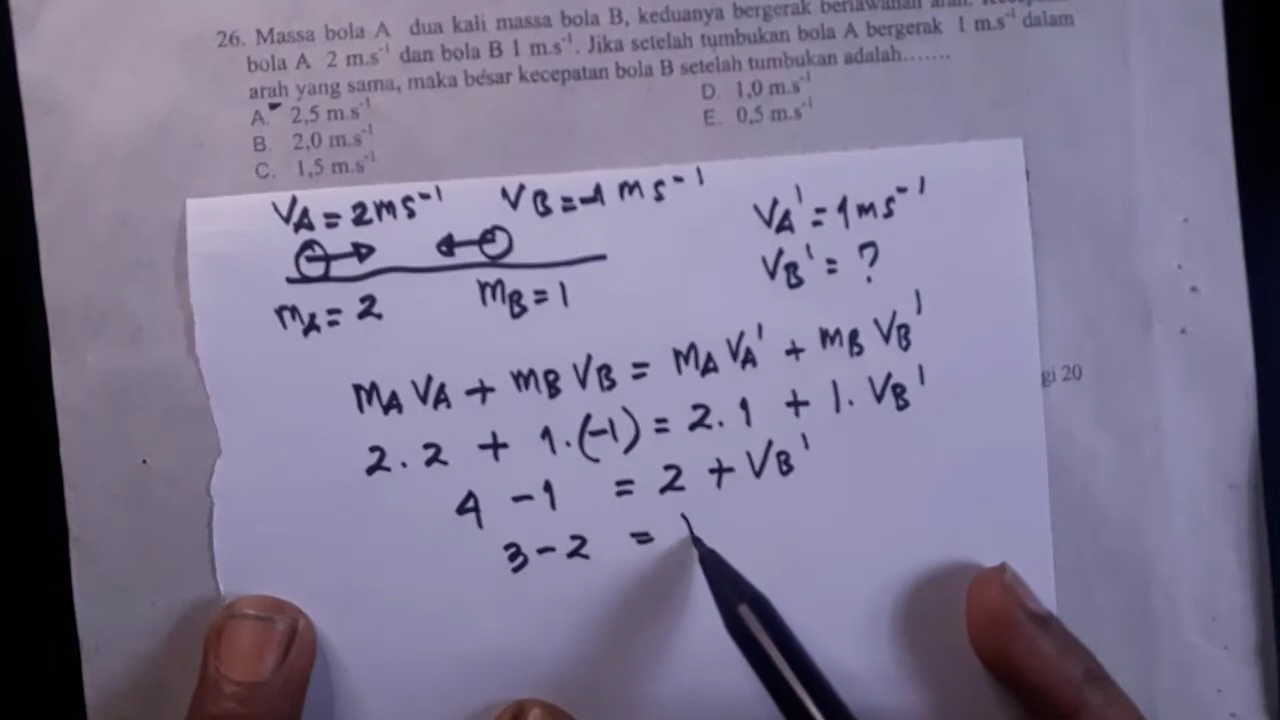 26. Massa bola A dua kali massa bola B, keduanya bergerak berlawanan arah.
bola A 2 m.s⁻¹ dan bola B 1 m.s⁻¹. Jika setelah tumbukan bola A bergerak 1 m.s⁻¹ dalam
arah yang sama, maka besar kecepatan bola B setelah tumbukan adalah.......
A. 2,5 m.s⁻¹
B. 2,0 m.s⁻¹
C. 1,5 m.s⁻¹
D. 1,0 m.s⁻¹
E. 0,5 m.s⁻¹
VA = 2 ms⁻¹ VB = -1 ms⁻¹
mA = 2 mB = 1
VA' = 1 ms⁻¹
VB' = ?
mA VA + mB VB = mA VA' + mB VB'
2.2 + 1.(-1) = 2.1 + 1. VB'
4 - 1 = 2 + VB'
3 - 2 =
gi 20